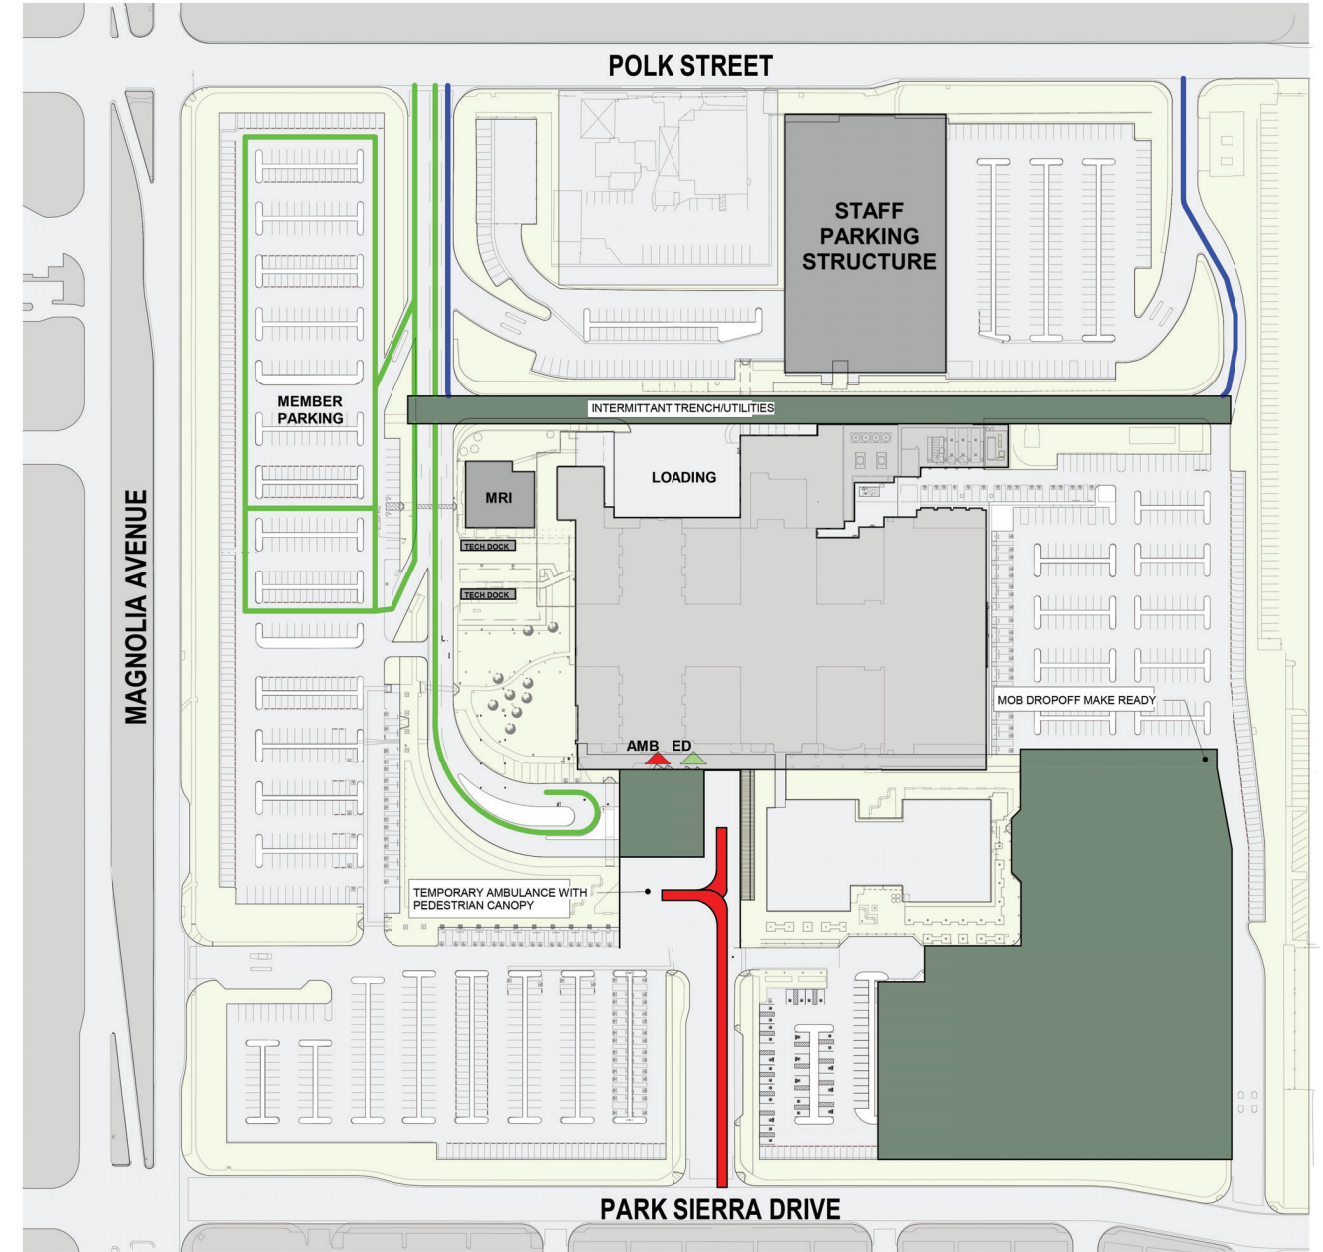 POLK STREET
STAFF
PARKING
STRUCTURE
MEMBER
PARKING
INTERMITTANT TRENCH/UTILITIES
LOADING
MRI
TECH DOCK
TECH DOCK
MAGNOLIA AVENUE
MOB DROPOFF MAKE READY
AMB ED
TEMPORARY AMBULANCE WITH
PEDESTRIAN CANOPY
PARK SIERRA DRIVE